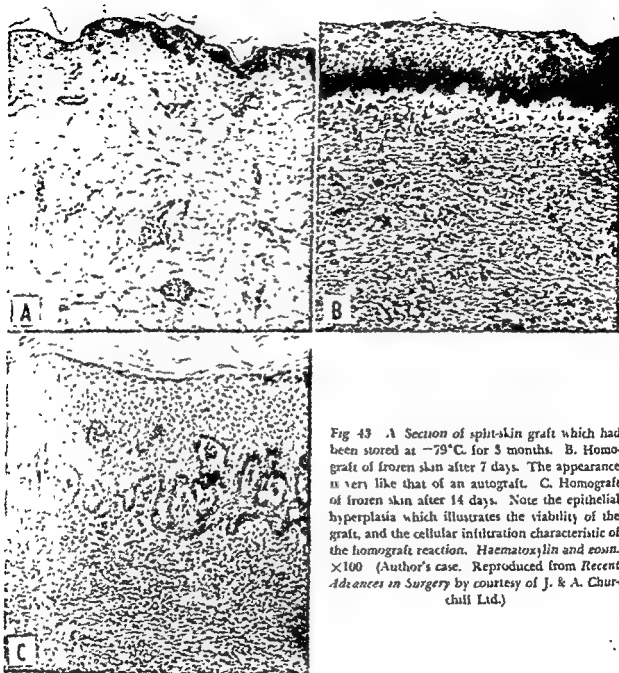 A
B
C
Fig 43 A Section of split-skin graft which had
been stored at −79°C. for 3 months. B. Homo-
graft of frozen skin after 7 days. The appearance
is very like that of an autograft. C. Homograft
of frozen skin after 14 days. Note the epithelial
hyperplasia which illustrates the viability of the
graft, and the cellular infiltration characteristic of
the homograft reaction. Haematoxylin and eosin.
×100 (Author's case. Reproduced from Recent
Advances in Surgery by courtesy of J. & A. Chur-
chill Ltd.)